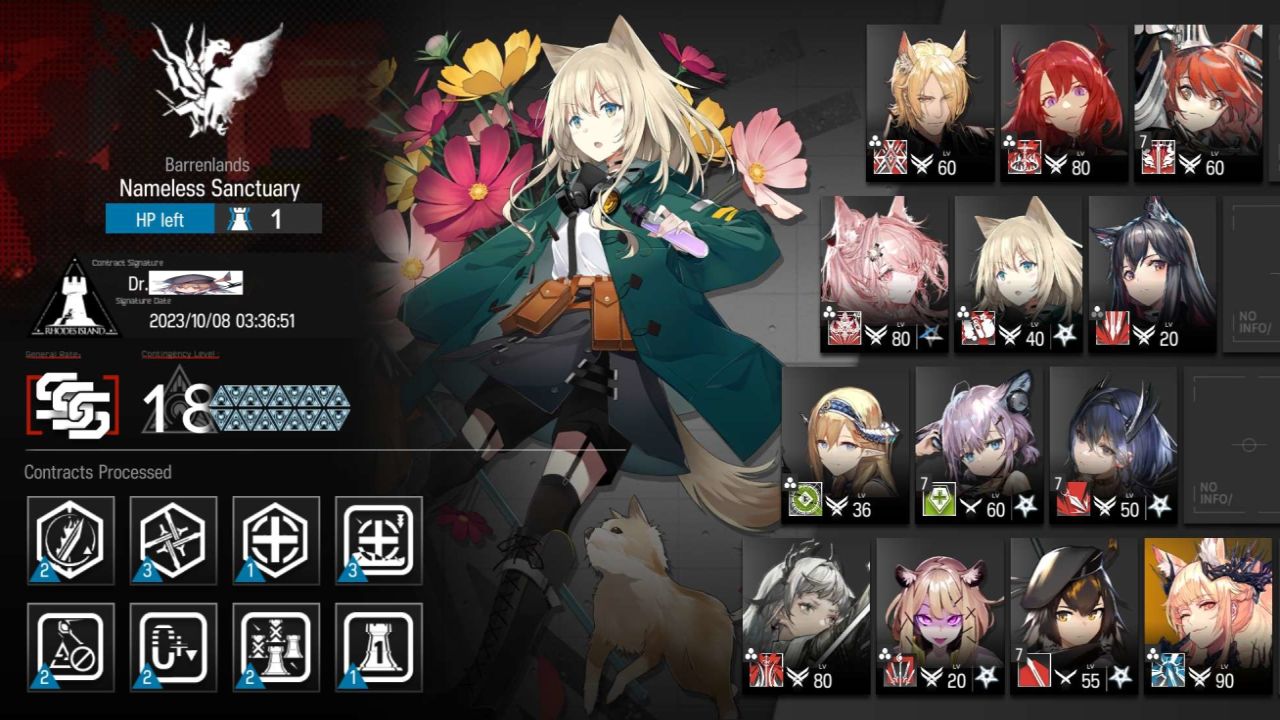 Barrenlands
Nameless Sanctuary
HP left 1
Contract Signature
Dr.
Signature Date
2023/10/08 03:36:51
RHODES ISLAND
General Rate:
Contingency Level:
SSS
18
Contracts Processed
2 3 1 3
2 2 2 1
LV 60
LV 80
7 LV 60
LV 80
LV 40
LV 20
NO INFO/
LV 36
7 LV 60
7 LV 50
NO INFO/
LV 80
LV 20
7 LV 55
LV 90